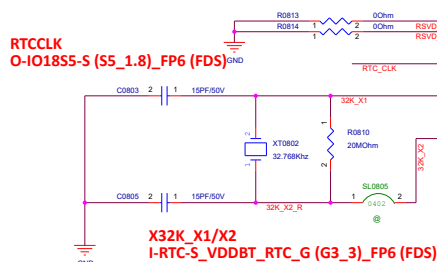 R0813 0Ohm
1 2 RSVD
R0814 0Ohm
1 2 RSVD
RTCCLK
O-IO18S5-S (S5_1.8)_FP6 (FDS)
GND
RTC_CLK
C0803 2 1 15PF/50V 32K_X1
2 XT0802 1
32.768Khz
1 R0810
20MOhm
2
32K_X2
SL0805
C0805 2 1 15PF/50V 32K_X2_R 1 0402 2
@
X32K_X1/X2
I-RTC-S_VDDBT_RTC_G (G3_3)_FP6 (FDS)